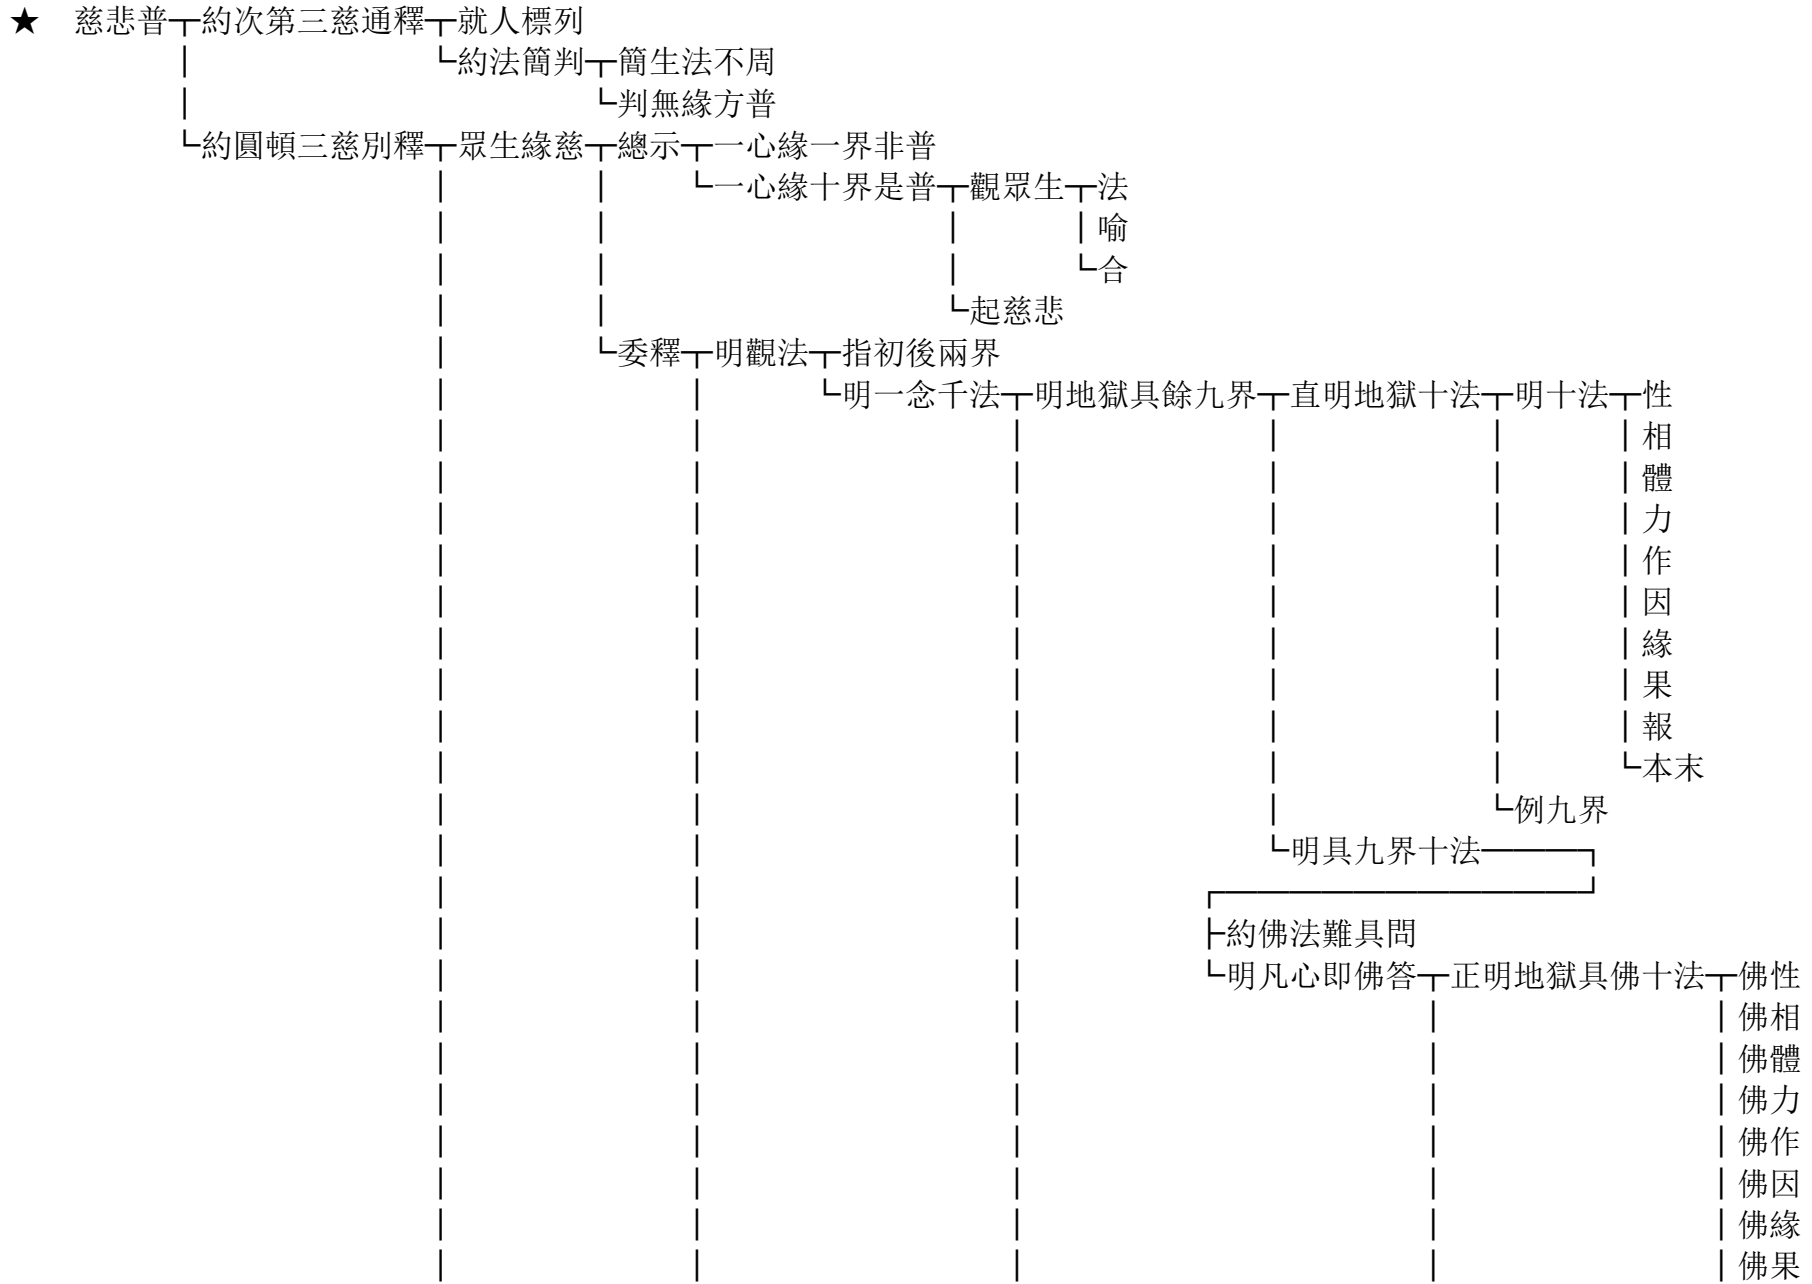 ★ 慈悲普 約次第三慈通釋 就人標列
約法簡判 簡生法不周
判無緣方普
約圓頓三慈別釋 眾生緣慈 總示 一心緣一界非普
一心緣十界是普 觀眾生 法
喻
合
起慈悲
委釋 明觀法 指初後兩界
明一念千法 明地獄具餘九界 直明地獄十法 明十法 性
相
體
力
作
因
緣
果
報
本末
例九界
明具九界十法
約佛法難具問
明凡心即佛答 正明地獄具佛十法 佛性
佛相
佛體
佛力
佛作
佛因
佛緣
佛果